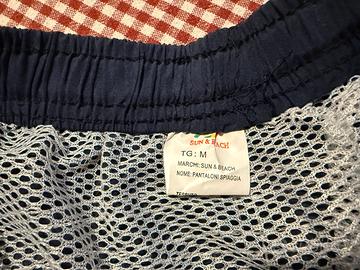 SUN & BEACH
TG: M
MARCHI: SUN & BEACH
NOME: PANTALONI SPIAGGIA